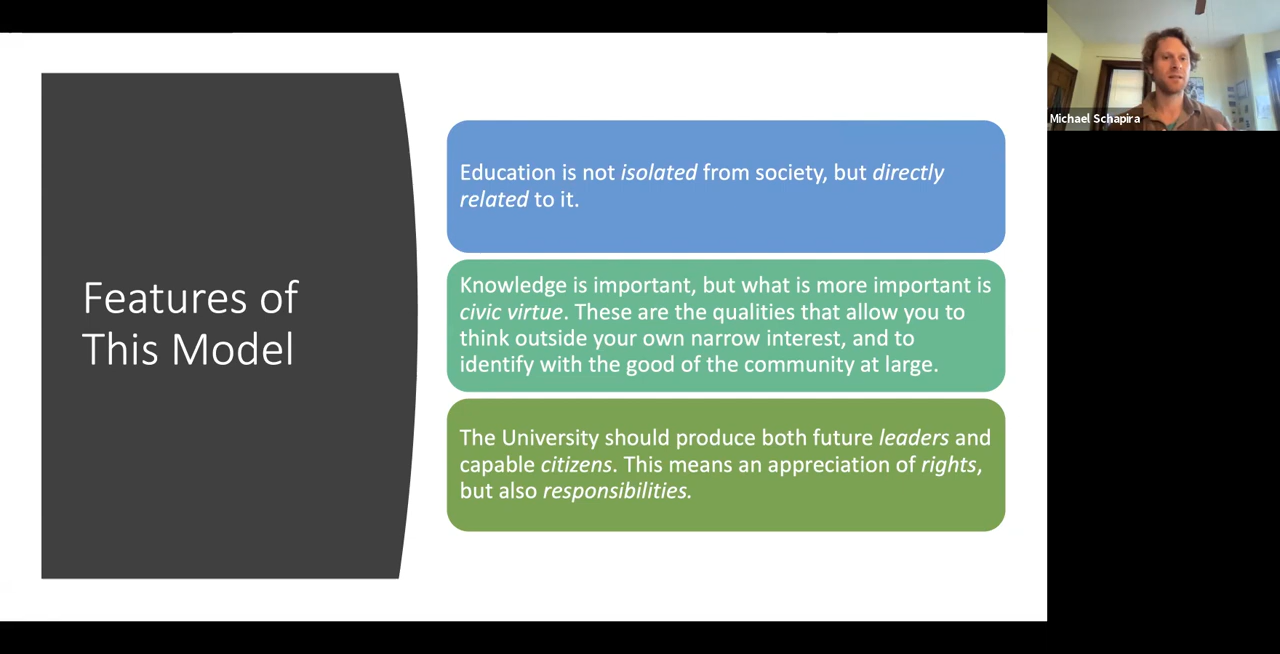 Features of
This Model
Education is not isolated from society, but directly
related to it.
Knowledge is important, but what is more important is
civic virtue. These are the qualities that allow you to
think outside your own narrow interest, and to
identify with the good of the community at large.
The University should produce both future leaders and
capable citizens. This means an appreciation of rights,
but also responsibilities.
Michael Schapira